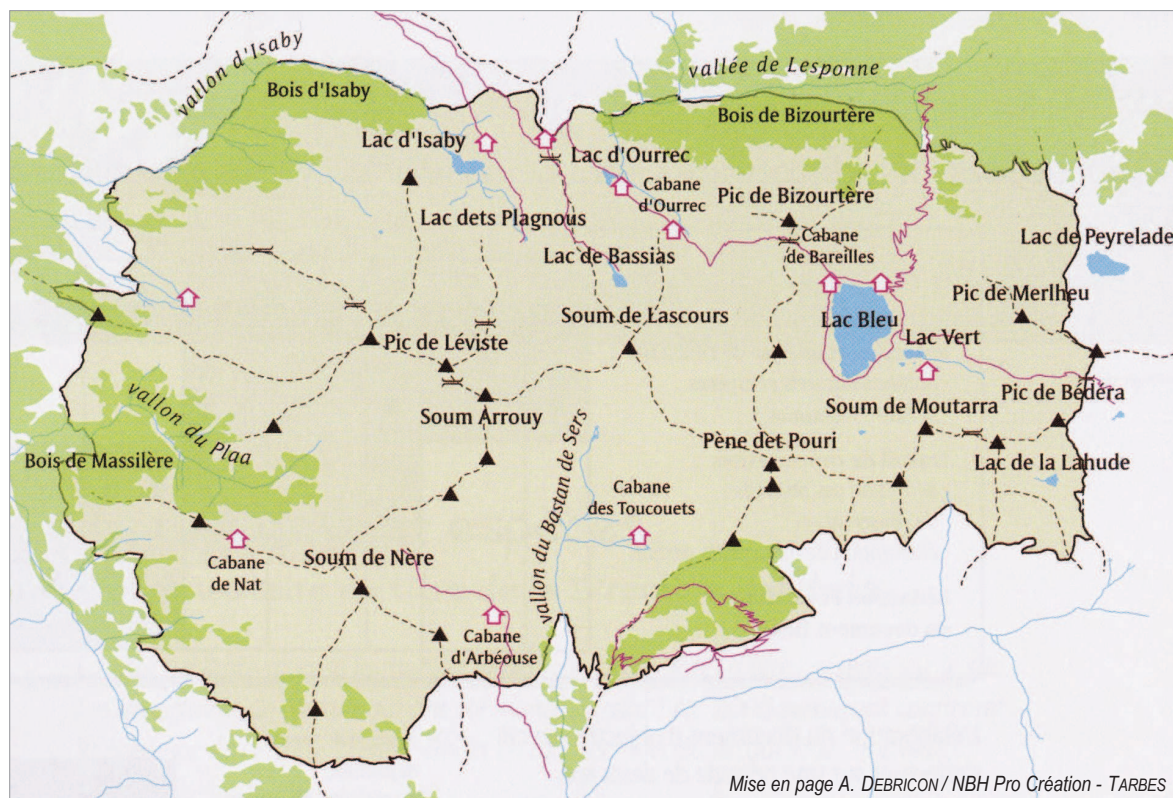 vallon d'Isaby
Bois d'Isaby
vallée de Lesponne
Bois de Bizourtère
Lac d'Isaby
Lac d'Ourrec
Cabane
d'Ourrec
Pic de Bizourtère
Lac dets Plagnous
Cabane
de Bareilles
Lac de Peyrelade
Lac de Bassias
Pic de Merlheu
Soum de Lascours
Lac Bleu
Lac Vert
Pic de Léviste
vallon du Plaa
Soum Arrouy
Pic de Bédéra
Soum de Moutarra
Bois de Massilère
Pène det Pouri
Lac de la Lahude
vallon du Bastan de Sers
Cabane
des Toucouets
Cabane
de Nat
Soum de Nère
Cabane
d'Arbéouse
Mise en page A. DEBRICON / NBH Pro Création - TARBES